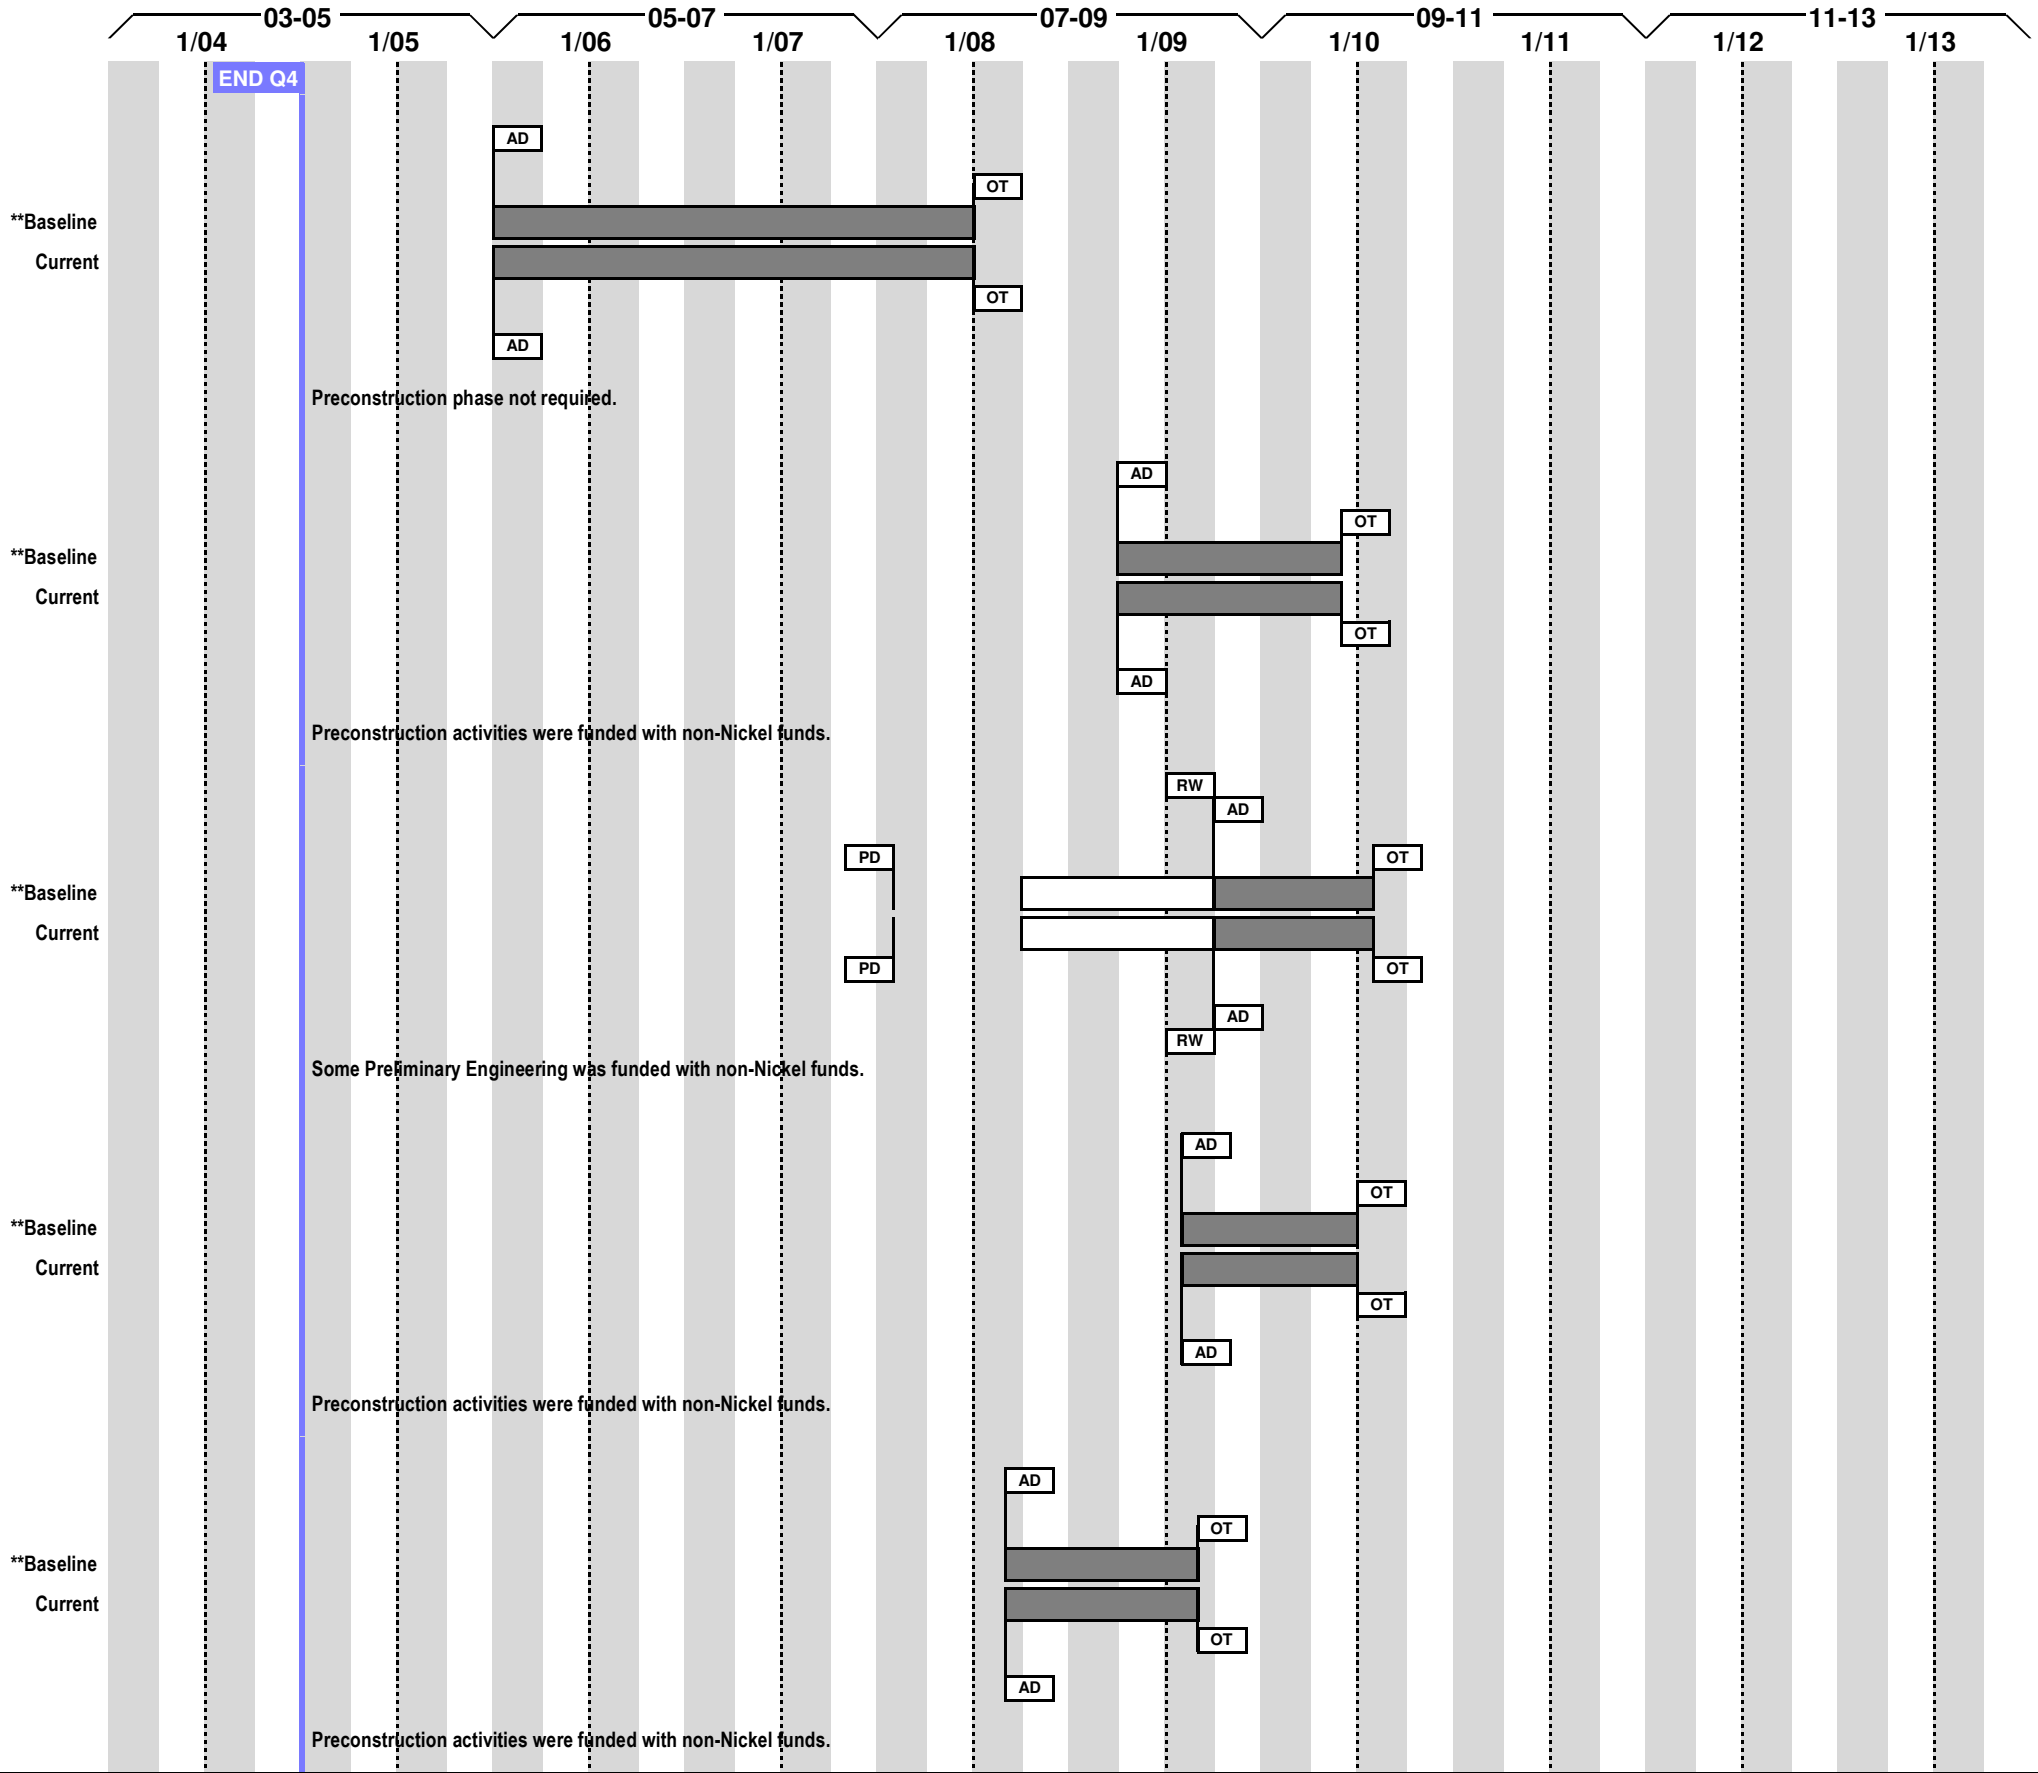 03-05 05-07 07-09 09-11 11-13
1/04 1/05 1/06 1/07 1/08 1/09 1/10 1/11 1/12 1/13
END Q4
AD
OT
**Baseline
Current
OT
AD
Preconstruction phase not required.
AD
OT
**Baseline
Current
OT
AD
Preconstruction activities were funded with non-Nickel funds.
RW
AD
PD OT
**Baseline
Current
PD OT
AD
RW
Some Preliminary Engineering was funded with non-Nickel funds.
AD
OT
**Baseline
Current
OT
AD
Preconstruction activities were funded with non-Nickel funds.
AD
OT
**Baseline
Current
OT
AD
Preconstruction activities were funded with non-Nickel funds.